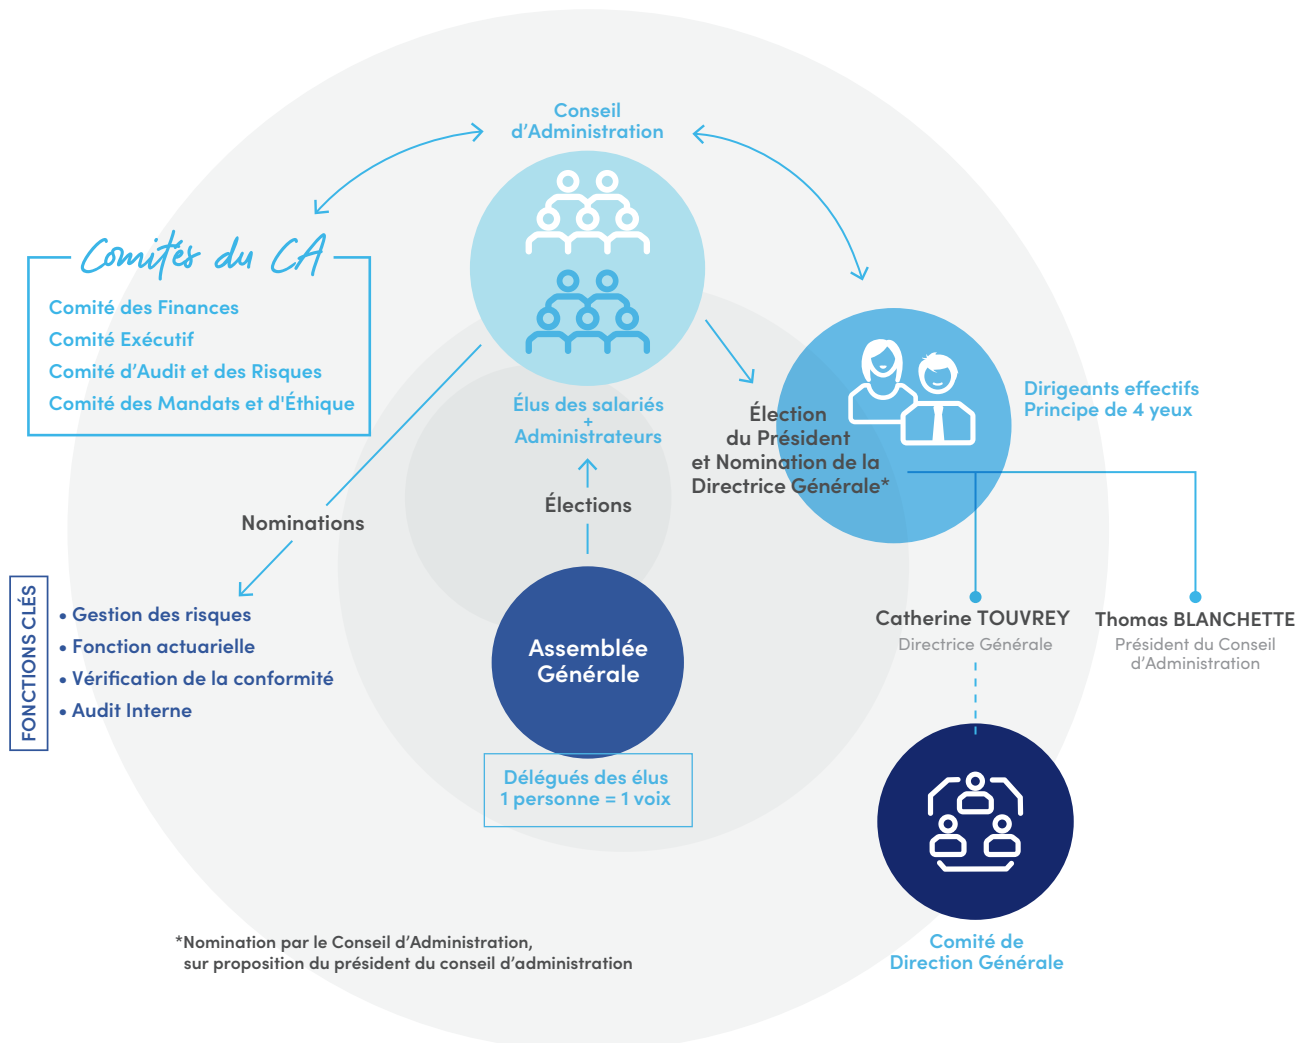 Conseil
d’Administration
Comités du CA
Comité des Finances
Comité Exécutif
Comité d’Audit et des Risques
Comité des Mandats et d'Éthique
Élus des salariés
+
Administrateurs
Élection
du Président
et Nomination de la
Directrice Générale*
Dirigeants effectifs
Principe de 4 yeux
Élections
Nominations
FONCTIONS CLÉS
• Gestion des risques
• Fonction actuarielle
• Vérification de la conformité
• Audit Interne
Assemblée
Générale
Délégués des élus
1 personne = 1 voix
Catherine TOUVREY
Directrice Générale
Thomas BLANCHETTE
Président du Conseil
d’Administration
Comité de
Direction Générale
*Nomination par le Conseil d’Administration,
sur proposition du président du conseil d’administration